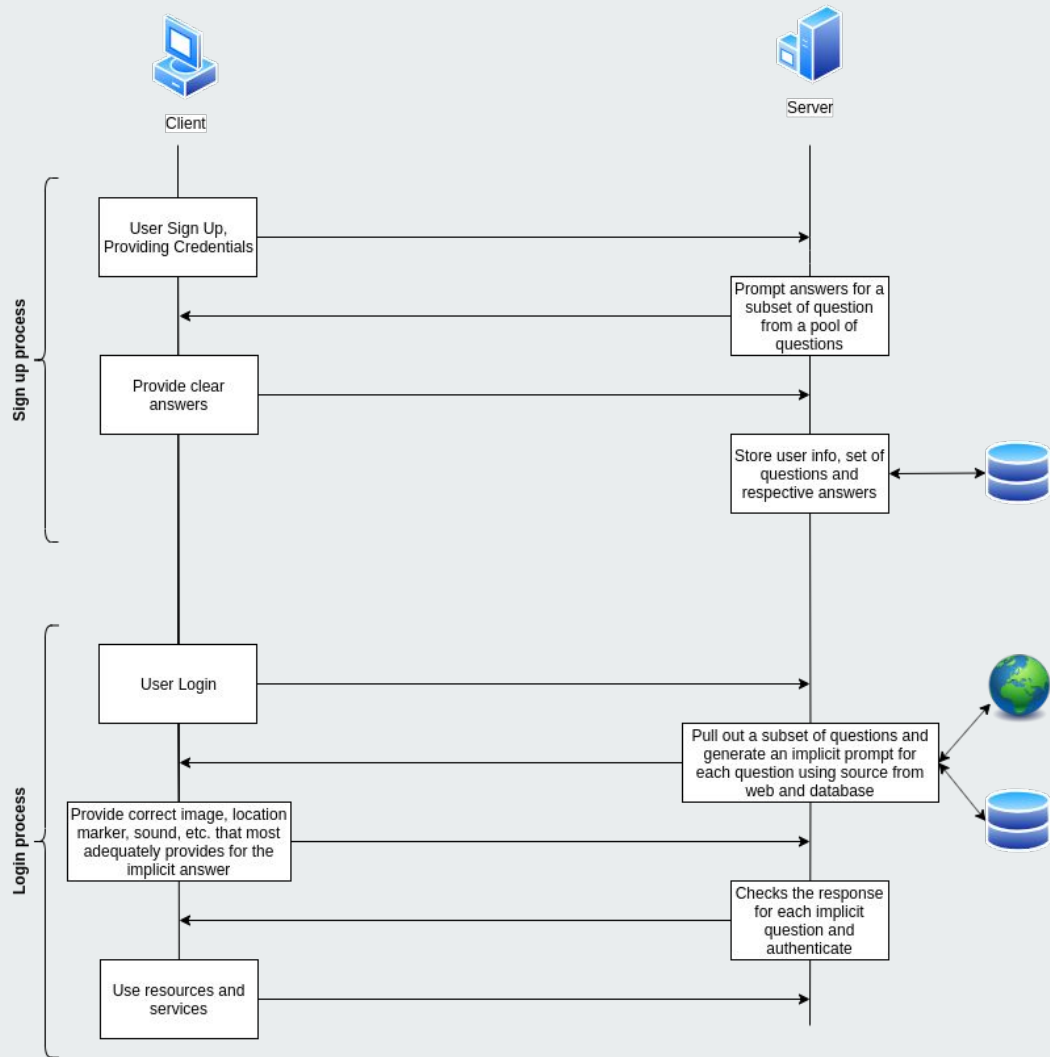 Client
Server
Sign up process
User Sign Up,
Providing Credentials
Prompt answers for a
subset of question
from a pool of
questions
Provide clear
answers
Store user info, set of
questions and
respective answers
Login process
User Login
Pull out a subset of questions and
generate an implicit prompt for
each question using source from
web and database
Provide correct image, location
marker, sound, etc. that most
adequately provides for the
implicit answer
Checks the response
for each implicit
question and
authenticate
Use resources and
services